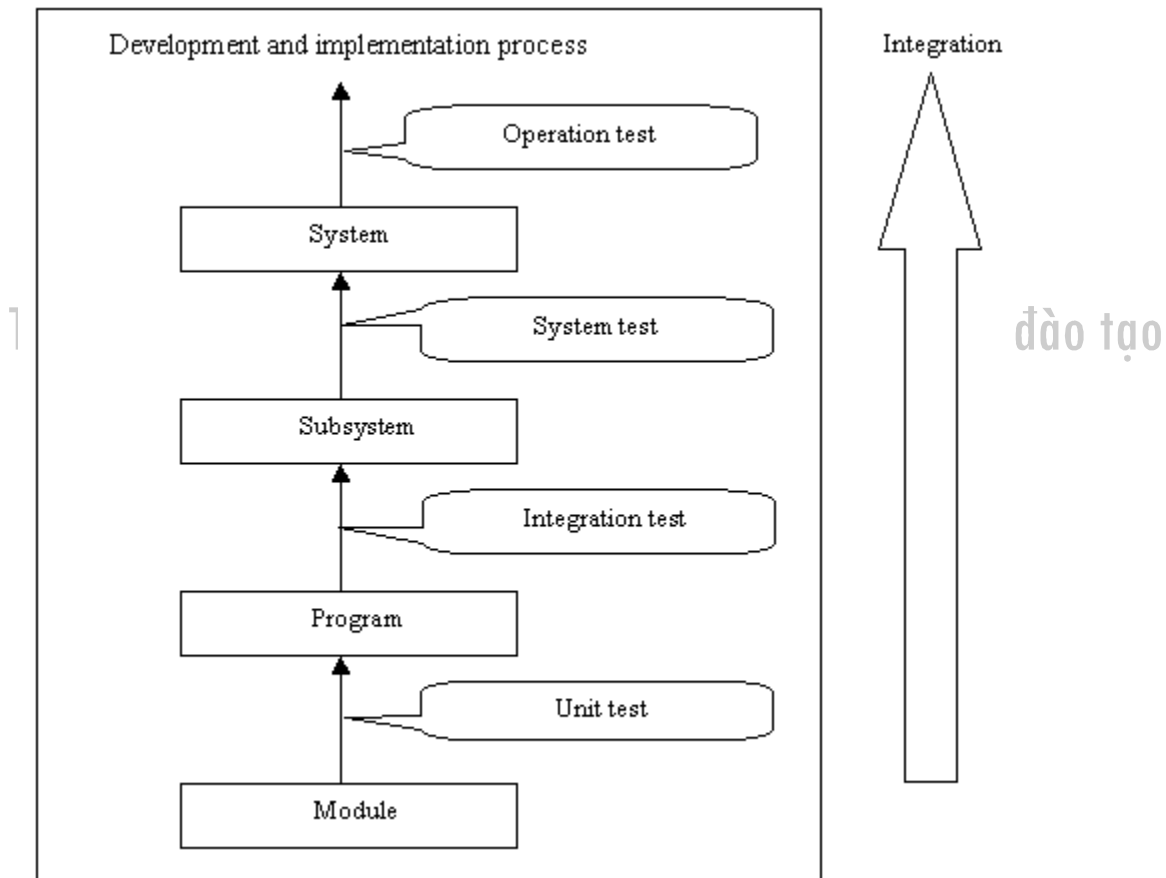 Development and implementation process
Integration
Operation test
System
System test
đào tạo
Subsystem
Integration test
Program
Unit test
Module